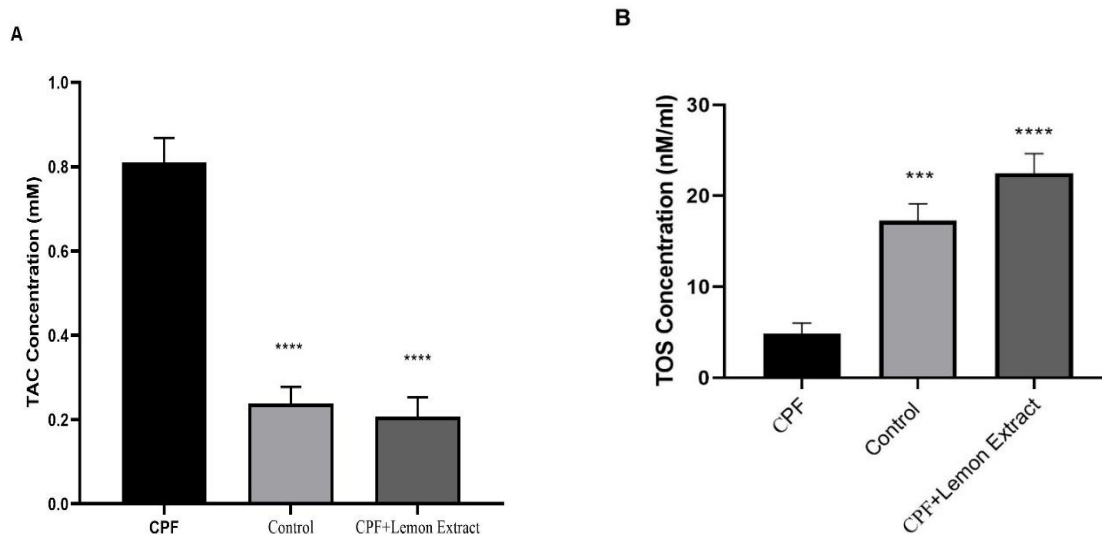 A
TAC Concentration (mM)
1.0
0.8
0.6
0.4
0.2
0.0
****
****
CPF
Control
CPF+Lemon Extract
B
TOS Concentration (nM/ml)
30
20
10
0
***
****
CPF
Control
CPF+Lemon Extract